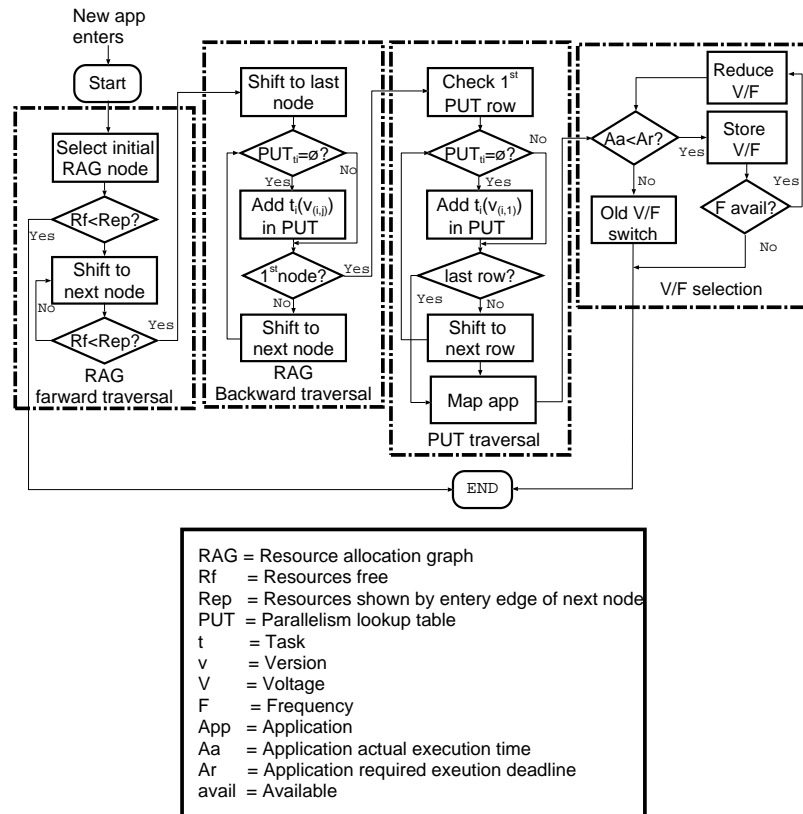 New app
enters
Start
Select initial
RAG node
Rf<Rep?
Yes
Shift to
next node
No
Rf<Rep?
Yes
RAG
farward traversal
Shift to last
node
PUTti=ø?
No
Yes
Add ti(v(i,j))
in PUT
1st node?
Yes
No
Shift to
next node
RAG
Backward traversal
Check 1st
PUT row
No
PUTti=ø?
Yes
Add ti(v(i,1))
in PUT
last row?
Yes
No
Shift to
next row
Map app
PUT traversal
Reduce
V/F
Aa<Ar?
Yes
Store
V/F
No
Yes
Old V/F
switch
F avail?
No
V/F selection
END
RAG = Resource allocation graph
Rf = Resources free
Rep = Resources shown by entery edge of next node
PUT = Parallelism lookup table
t = Task
v = Version
V = Voltage
F = Frequency
App = Application
Aa = Application actual execution time
Ar = Application required exeution deadline
avail = Available